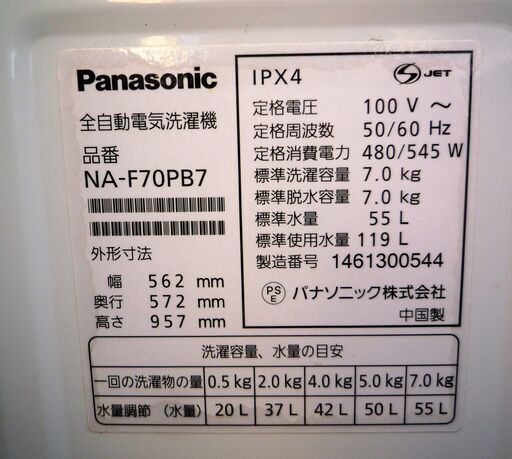 Panasonic
全自動電気洗濯機
品番
NA-F70PB7
外形寸法
幅 562 mm
奥行 572 mm
高さ 957 mm
IPX4
JET
定格電圧 100 V ～
定格周波数 50/60 Hz
定格消費電力 480/545 W
標準洗濯容量 7.0 kg
標準脱水容量 7.0 kg
標準水量 55 L
標準使用水量 119 L
製造番号 1461300544
PS
E
パナソニック株式会社
中国製
洗濯容量、水量の目安
一回の洗濯物の量 0.5 kg 2.0 kg 4.0 kg 5.0 kg 7.0 kg
水量調節（水量） 20 L 37 L 42 L 50 L 55 L